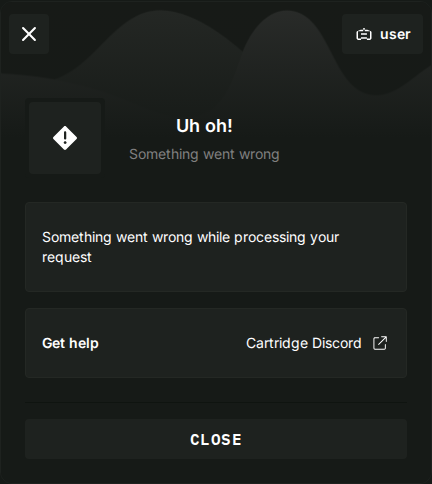 user
Uh oh!
Something went wrong
Something went wrong while processing your
request
Get help
Cartridge Discord
CLOSE